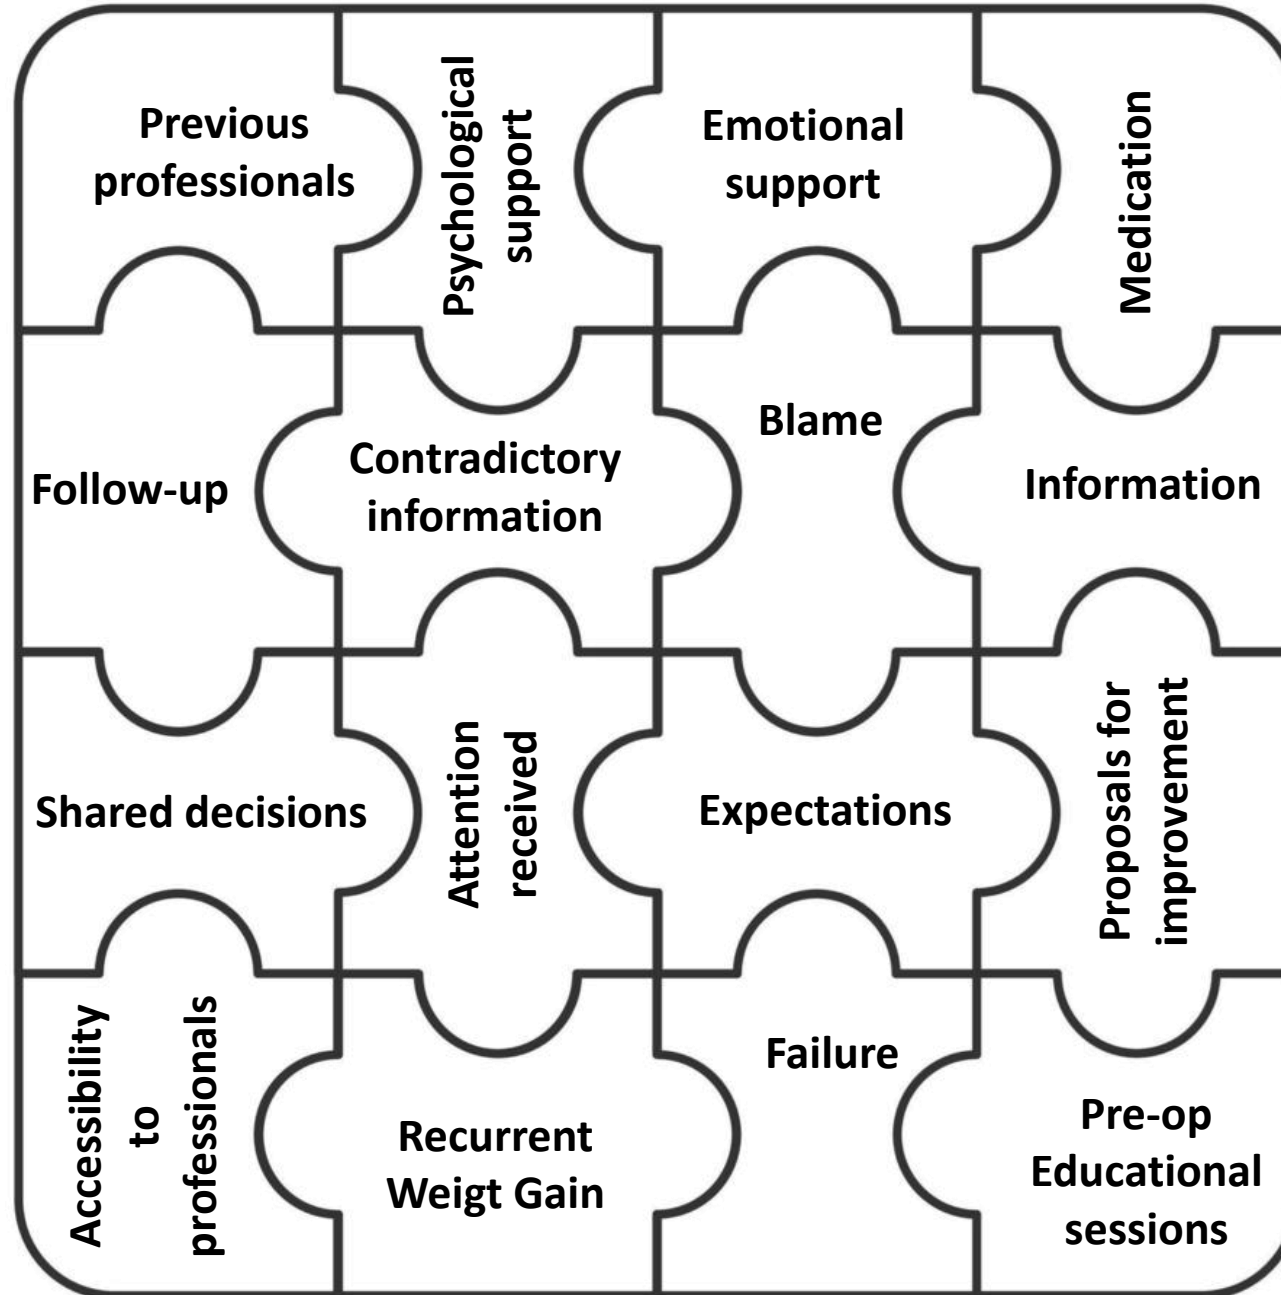 Previous
professionals
Psychological
support
Emotional
support
Medication
Follow-up
Contradictory
information
Blame
Information
Shared decisions
Attention
received
Expectations
Proposals for
improvement
Accessibility
to
professionals
Recurrent
Weigt Gain
Failure
Pre-op
Educational
sessions